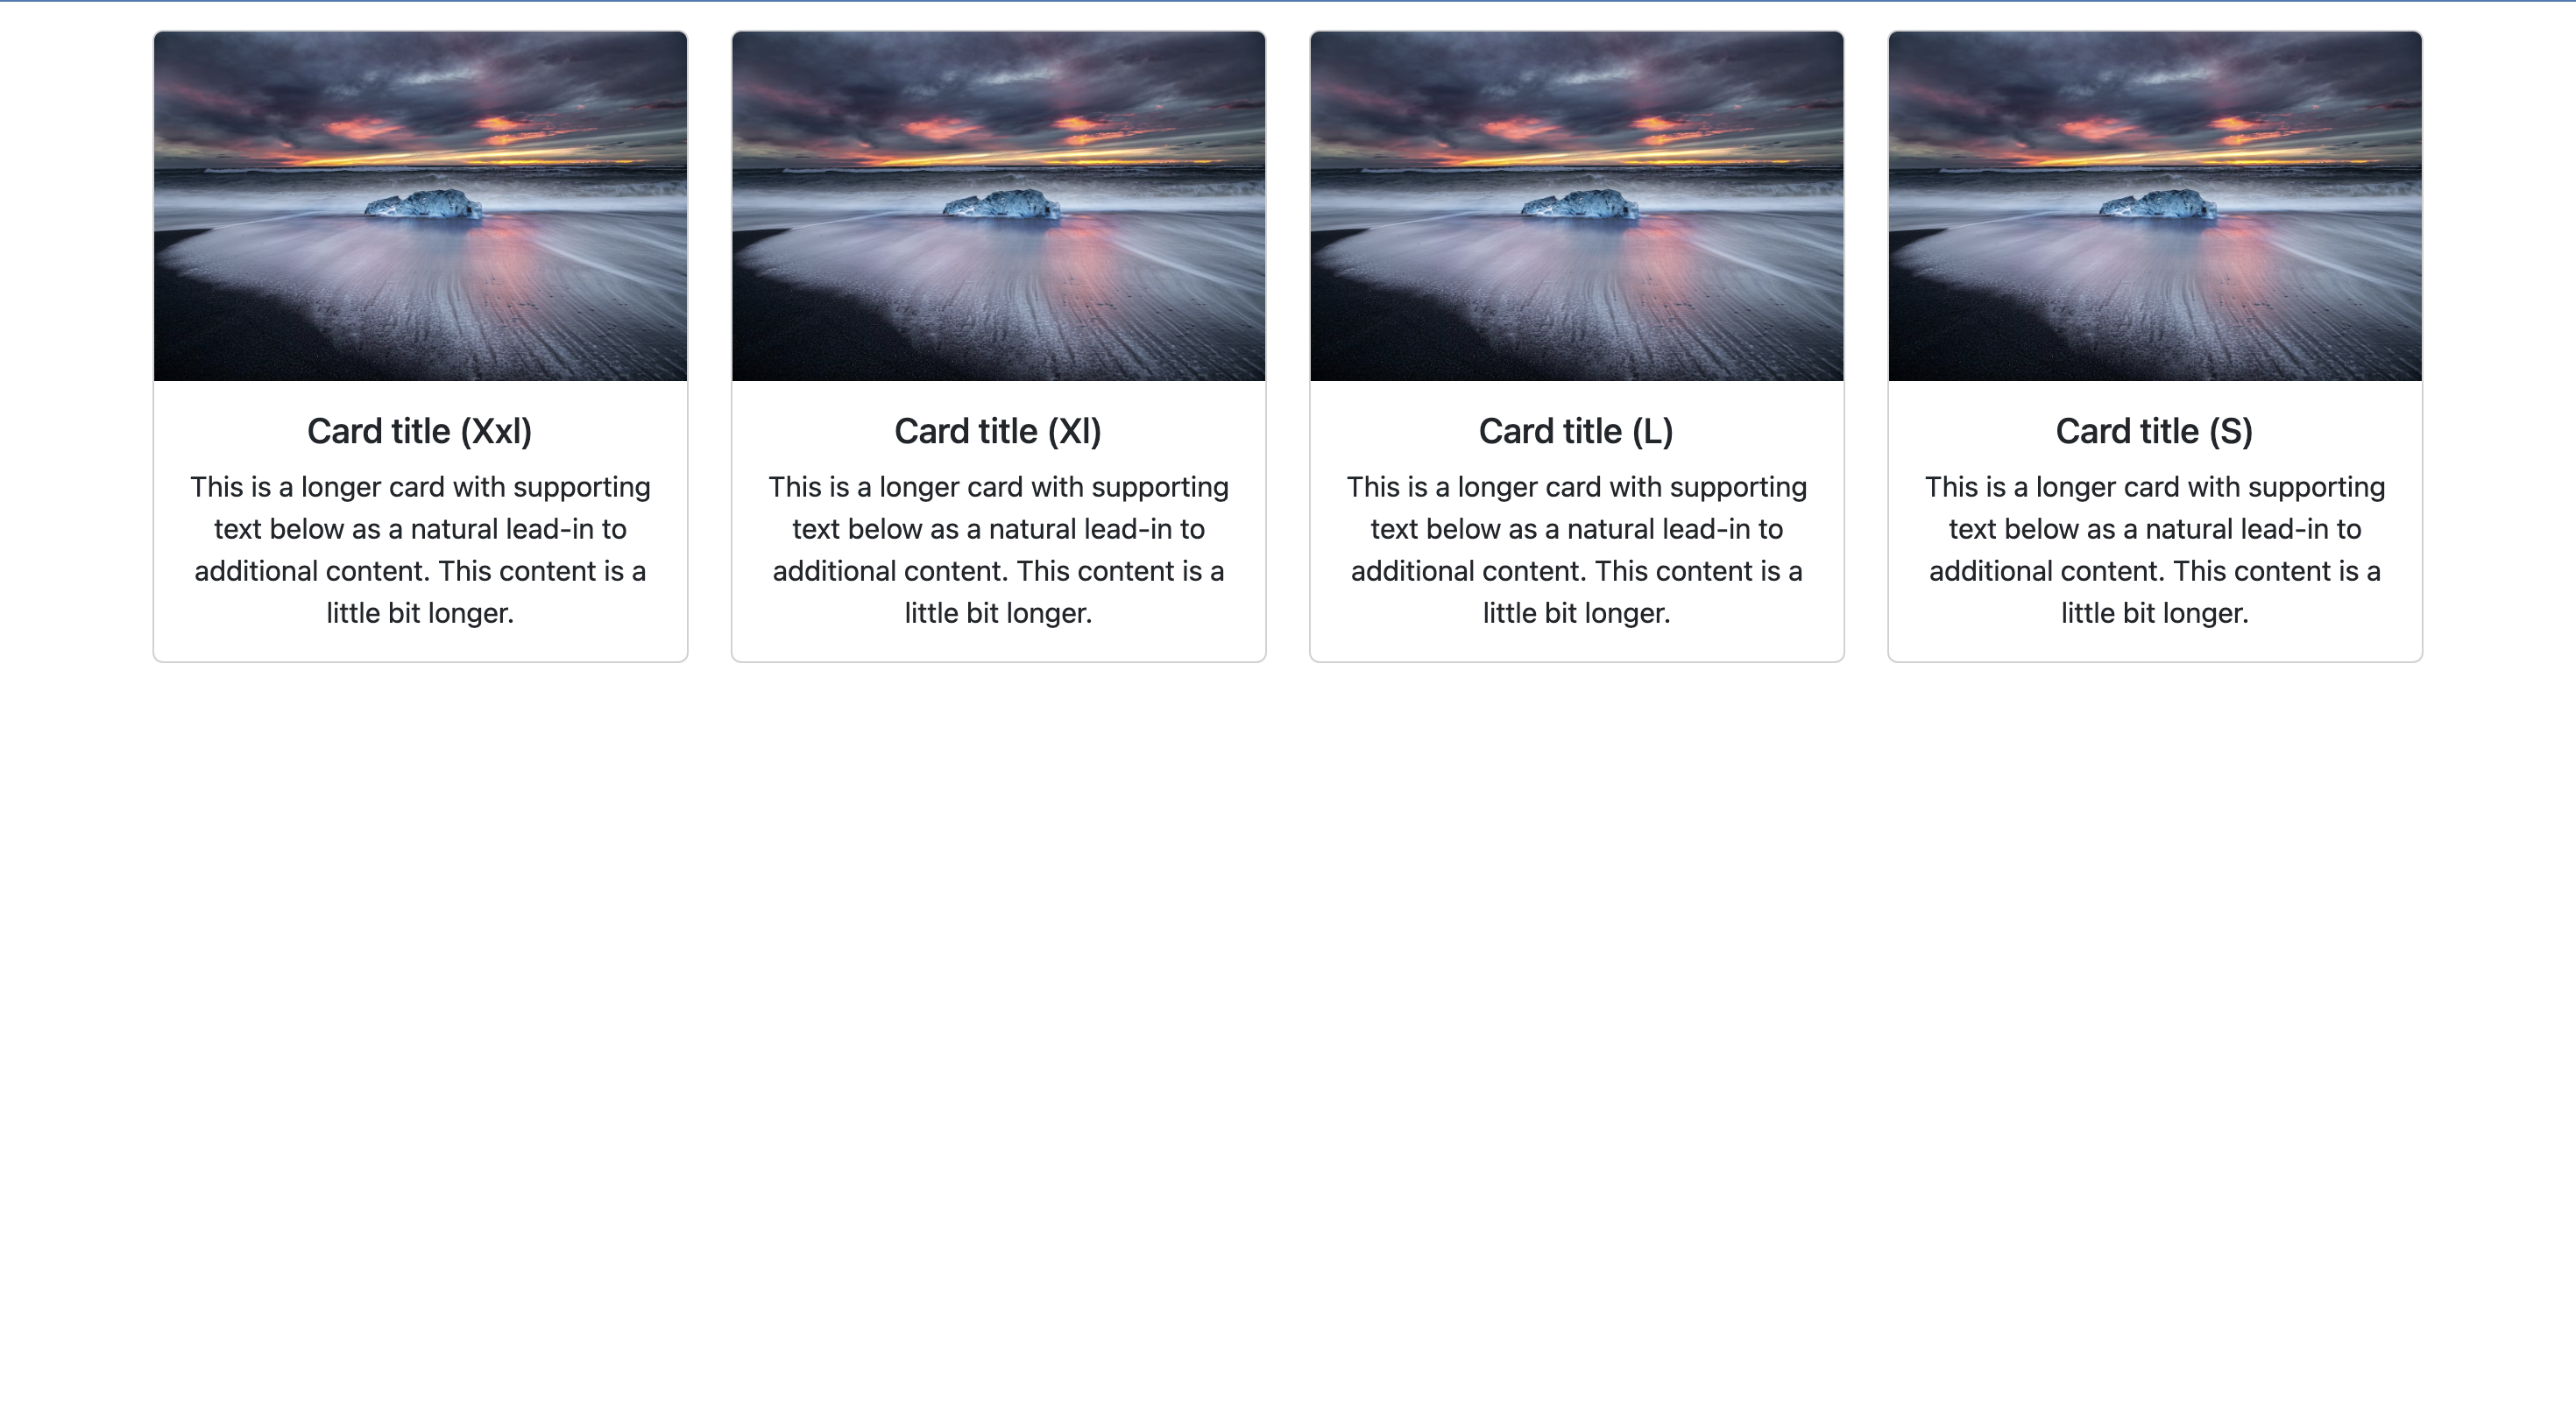 Card title (Xxl)
This is a longer card with supporting
text below as a natural lead-in to
additional content. This content is a
little bit longer.
Card title (Xl)
This is a longer card with supporting
text below as a natural lead-in to
additional content. This content is a
little bit longer.
Card title (L)
This is a longer card with supporting
text below as a natural lead-in to
additional content. This content is a
little bit longer.
Card title (S)
This is a longer card with supporting
text below as a natural lead-in to
additional content. This content is a
little bit longer.